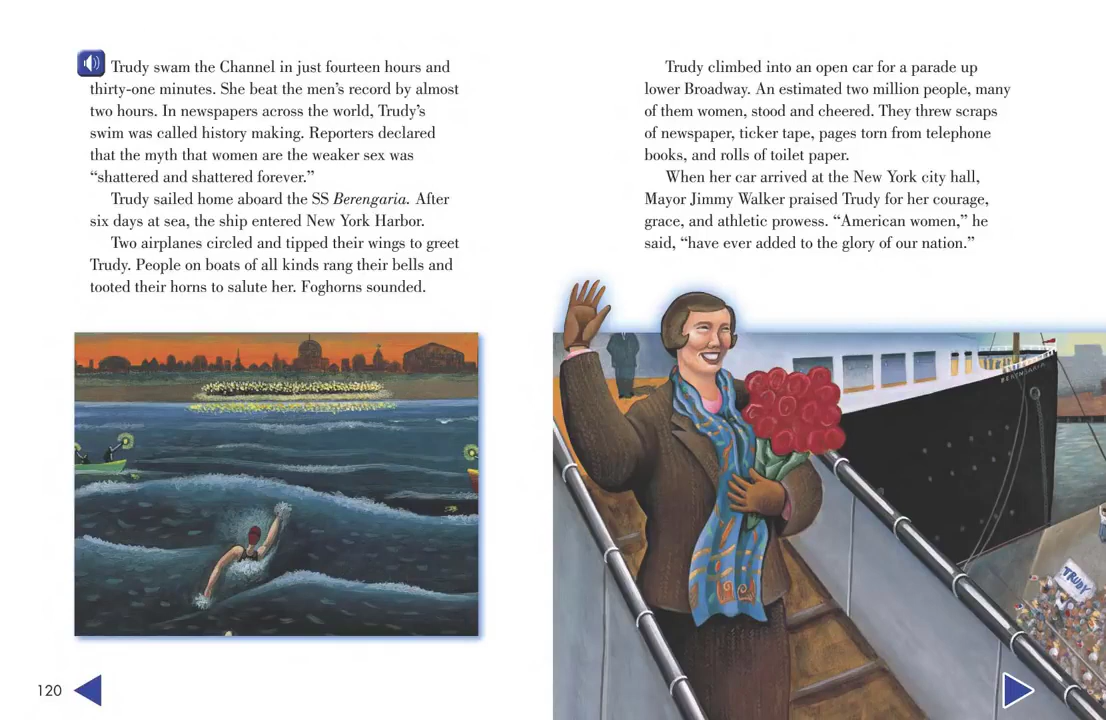 Trudy swam the Channel in just fourteen hours and
thirty-one minutes. She beat the men’s record by almost
two hours. In newspapers across the world, Trudy’s
swim was called history making. Reporters declared
that the myth that women are the weaker sex was
“shattered and shattered forever.”
Trudy sailed home aboard the SS Berengaria. After
six days at sea, the ship entered New York Harbor.
Two airplanes circled and tipped their wings to greet
Trudy. People on boats of all kinds rang their bells and
tooted their horns to salute her. Foghorns sounded.
120
Trudy climbed into an open car for a parade up
lower Broadway. An estimated two million people, many
of them women, stood and cheered. They threw scraps
of newspaper, ticker tape, pages torn from telephone
books, and rolls of toilet paper.
When her car arrived at the New York city hall,
Mayor Jimmy Walker praised Trudy for her courage,
grace, and athletic prowess. “American women,” he
said, “have ever added to the glory of our nation.”
BERENGARIA
TRUDY